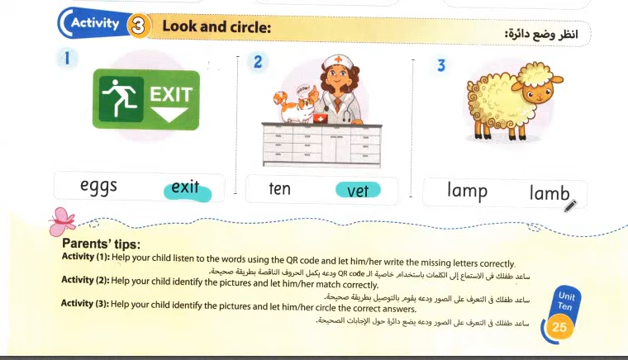 Activity 3 Look and circle: انظر وضع دائرة:
1 2 3
EXIT
eggs exit ten vet lamp lamb
Parents' tips:
Activity (1): Help your child listen to the words using the QR code and let him/her write the missing letters correctly.
ساعد طفلك فى الاستماع إلى الكلمات باستخدام خاصية الـ QR code ودعه يكمل الحروف الناقصة بطريقة صحيحة.
Activity (2): Help your child identify the pictures and let him/her match correctly.
ساعد طفلك فى التعرف على الصور ودعه يقوم بالتوصيل بطريقة صحيحة.
Activity (3): Help your child identify the pictures and let him/her circle the correct answers.
ساعد طفلك فى التعرف على الصور ودعه يضع دائرة حول الإجابات الصحيحة.
Unit
Ten
25